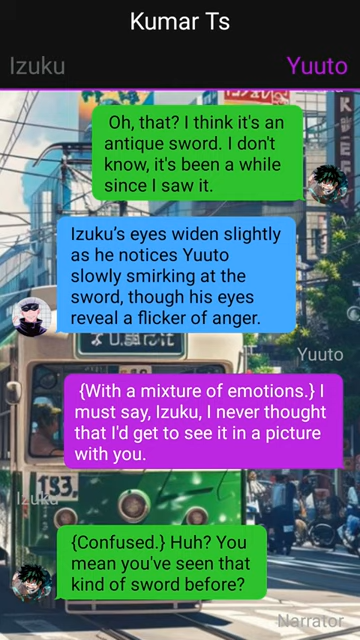 Kumar Ts
Izuku
Yuuto
Oh, that? I think it's an
antique sword. I don't
know, it's been a while
since I saw it.
Izuku’s eyes widen slightly
as he notices Yuuto
slowly smirking at the
sword, though his eyes
reveal a flicker of anger.
Yuuto
{With a mixture of emotions.} I
must say, Izuku, I never thought
that I'd get to see it in a picture
with you.
193.
Izuku
{Confused.} Huh? You
mean you've seen that
kind of sword before?
Narrator